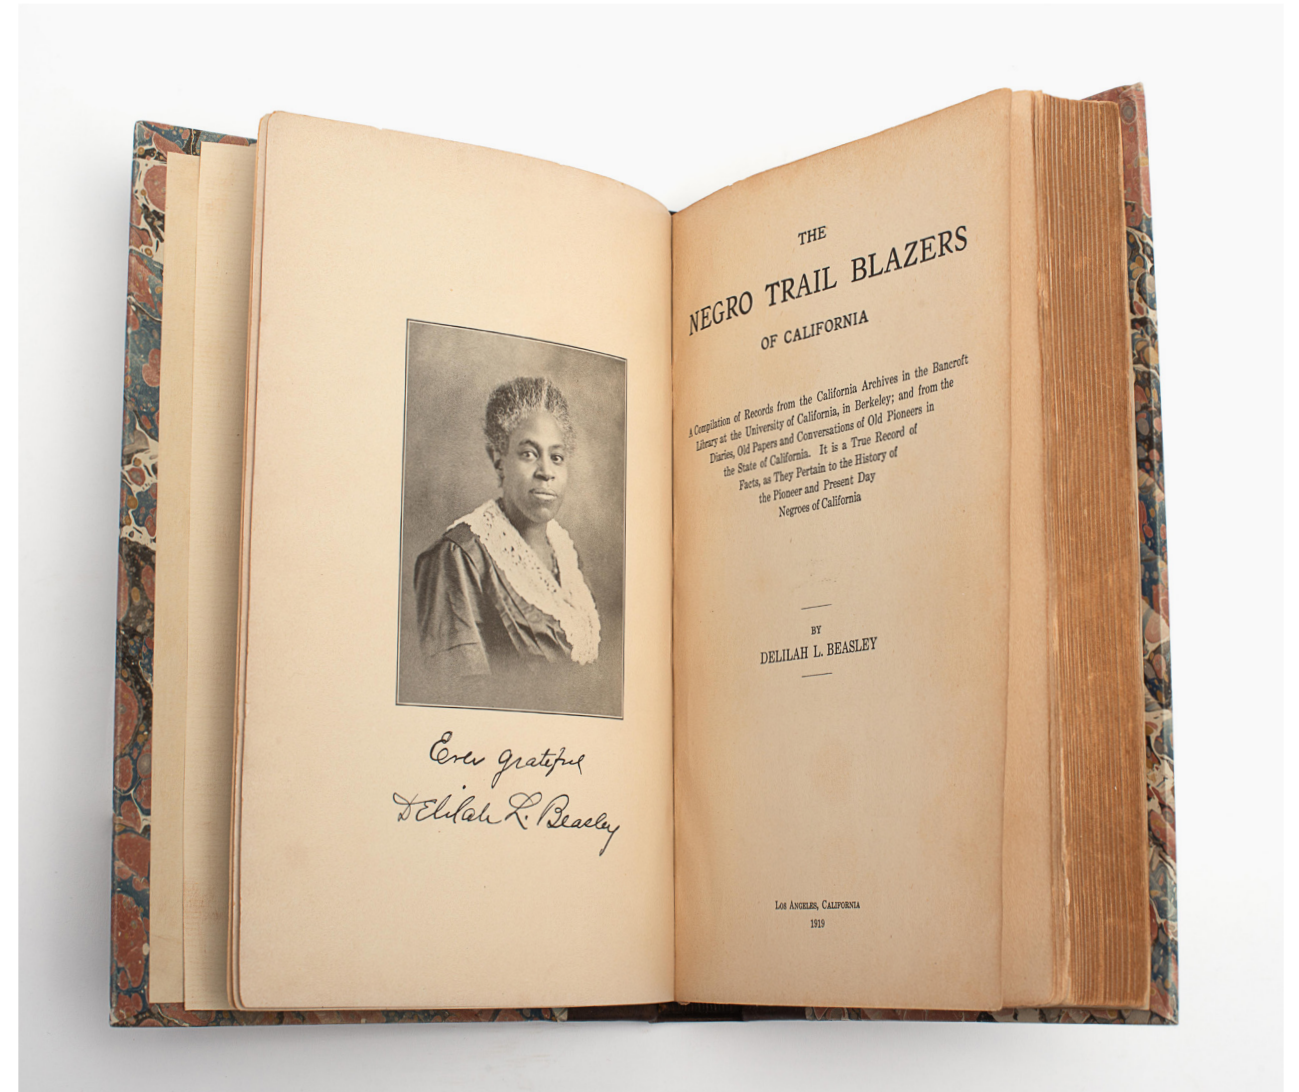 Ever grateful
Delilah L. Beasley
THE
NEGRO TRAIL BLAZERS
OF CALIFORNIA
A Compilation of Records from the California Archives in the Bancroft
Library at the University of California, in Berkeley; and from the
Diaries, Old Papers and Conversations of Old Pioneers in
the State of California. It is a True Record of
Facts, as They Pertain to the History of
the Pioneer and Present Day
Negroes of California
BY
DELILAH L. BEASLEY
LOS ANGELES, CALIFORNIA
1919